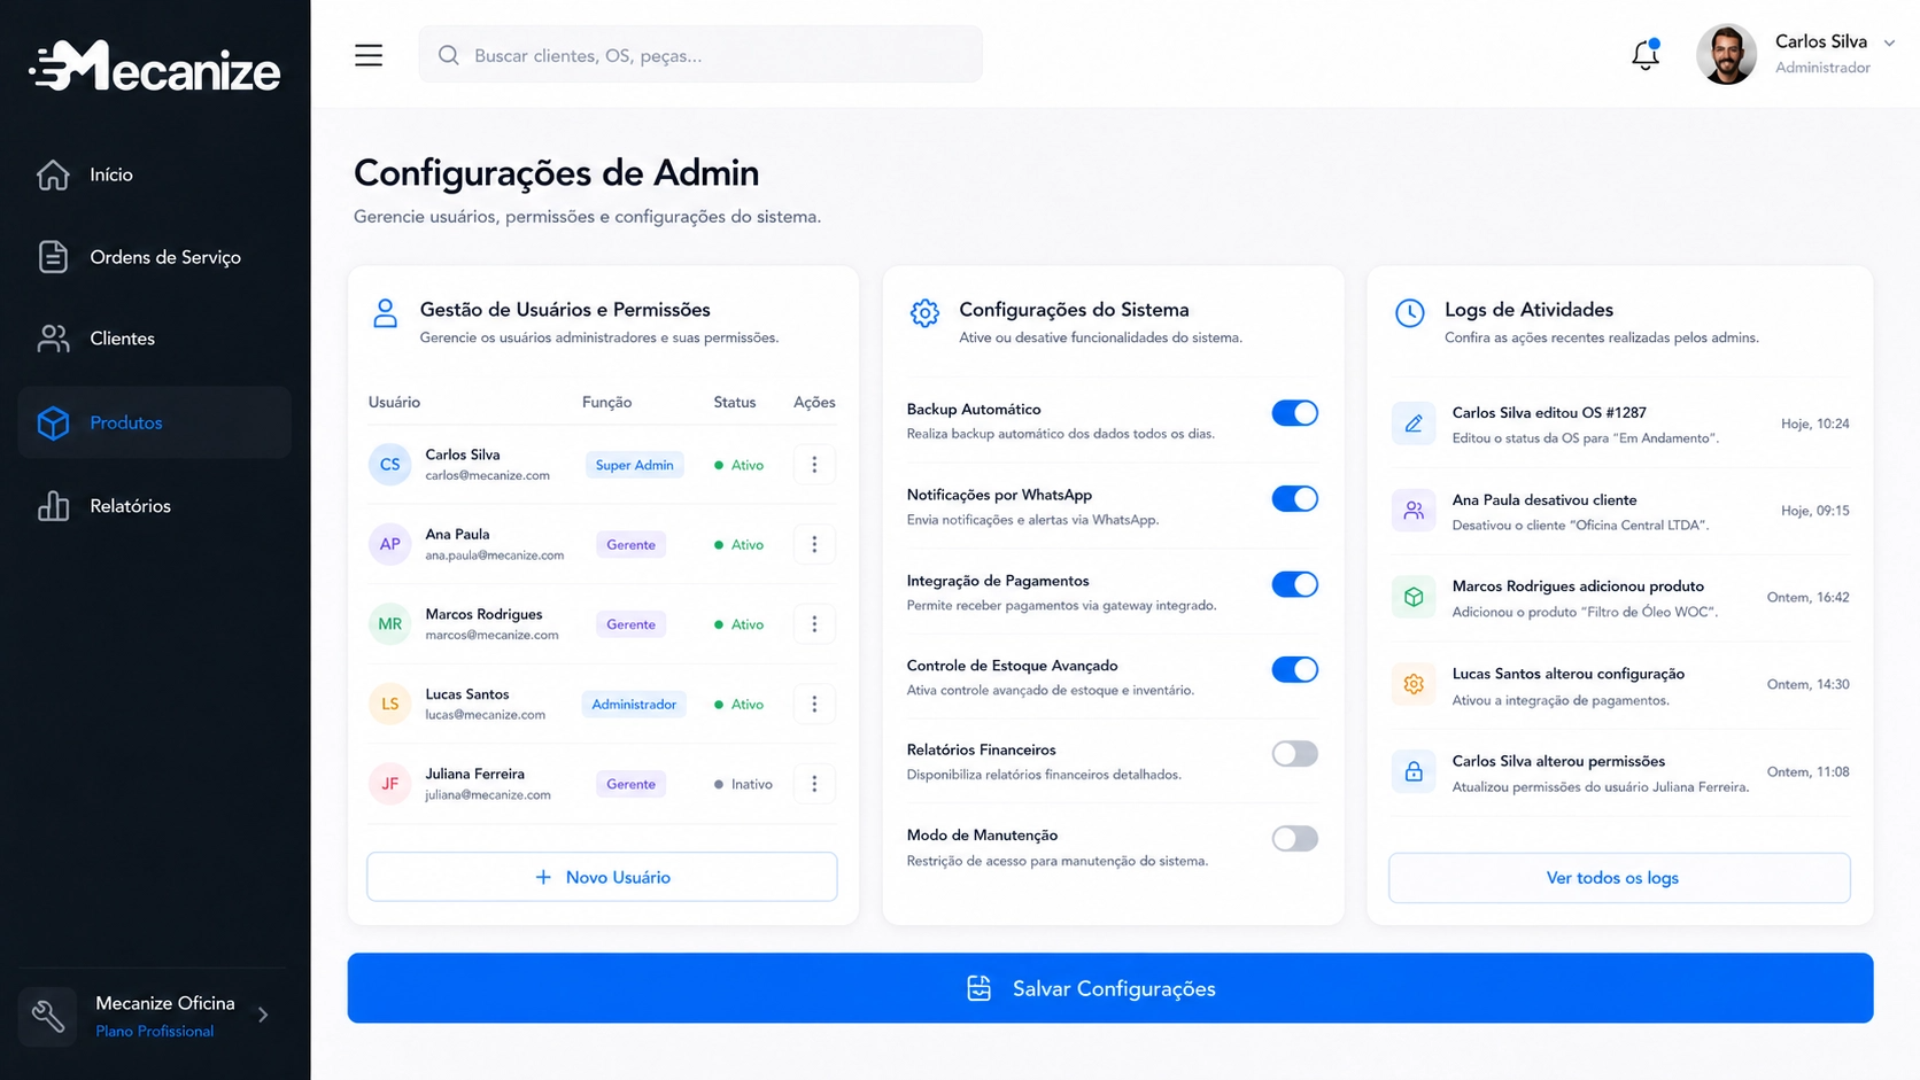 Mecanize
Início
Ordens de Serviço
Clientes
Produtos
Relatórios
Mecanize Oficina
Plano Profissional
Buscar clientes, OS, peças...
Carlos Silva
Administrador
Configurações de Admin
Gerencie usuários, permissões e configurações do sistema.
Gestão de Usuários e Permissões
Gerencie os usuários administradores e suas permissões.
Usuário Função Status Ações
CS Carlos Silva Super Admin Ativo
carlos@mecanize.com
AP Ana Paula Gerente Ativo
ana.paula@mecanize.com
MR Marcos Rodrigues Gerente Ativo
marcos@mecanize.com
LS Lucas Santos Administrador Ativo
lucas@mecanize.com
JF Juliana Ferreira Gerente Inativo
juliana@mecanize.com
+ Novo Usuário
Configurações do Sistema
Ative ou desative funcionalidades do sistema.
Backup Automático
Realiza backup automático dos dados todos os dias.
Notificações por WhatsApp
Envia notificações e alertas via WhatsApp.
Integração de Pagamentos
Permite receber pagamentos via gateway integrado.
Controle de Estoque Avançado
Ativa controle avançado de estoque e inventário.
Relatórios Financeiros
Disponibiliza relatórios financeiros detalhados.
Modo de Manutenção
Restrição de acesso para manutenção do sistema.
Logs de Atividades
Confira as ações recentes realizadas pelos admins.
Carlos Silva editou OS #1287 Hoje, 10:24
Editou o status da OS para “Em Andamento”.
Ana Paula desativou cliente Hoje, 09:15
Desativou o cliente “Oficina Central LTDA”.
Marcos Rodrigues adicionou produto Ontem, 16:42
Adicionou o produto “Filtro de Óleo WOC”.
Lucas Santos alterou configuração Ontem, 14:30
Ativou a integração de pagamentos.
Carlos Silva alterou permissões Ontem, 11:08
Atualizou permissões do usuário Juliana Ferreira.
Ver todos os logs
Salvar Configurações